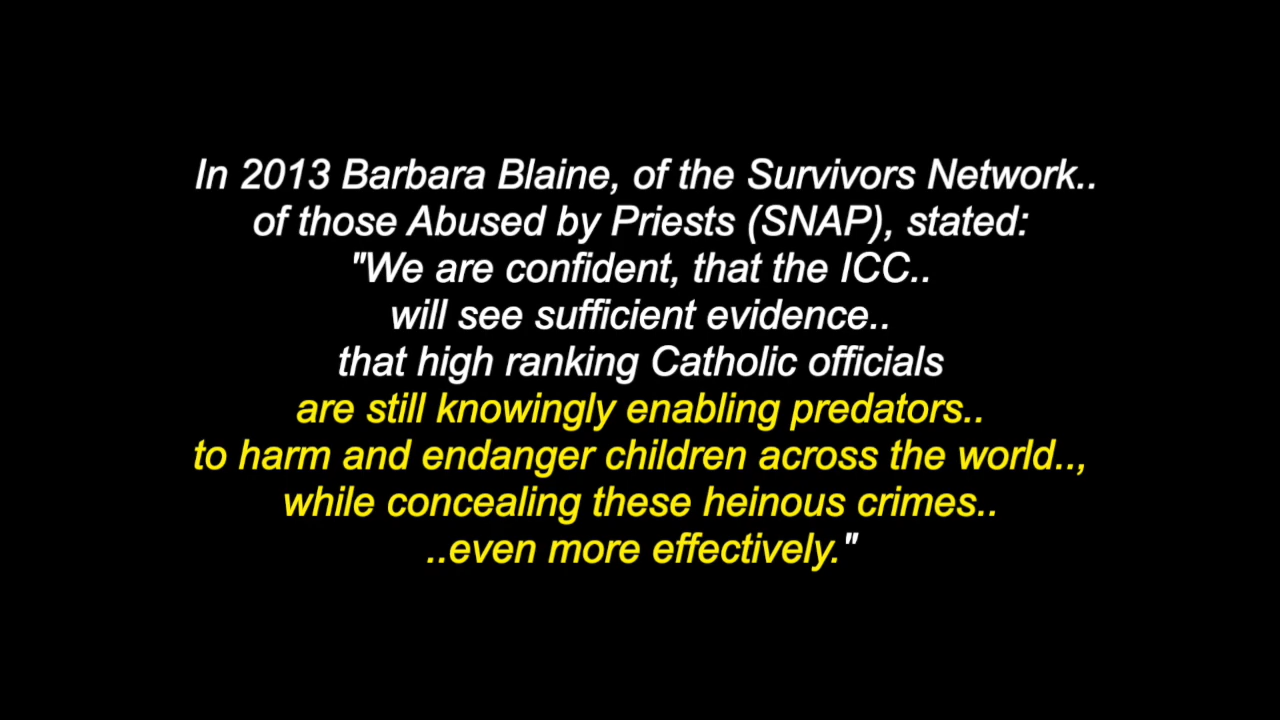 In 2013 Barbara Blaine, of the Survivors Network..
of those Abused by Priests (SNAP), stated:
"We are confident, that the ICC..
will see sufficient evidence..
that high ranking Catholic officials
are still knowingly enabling predators..
to harm and endanger children across the world..,
while concealing these heinous crimes..
..even more effectively."